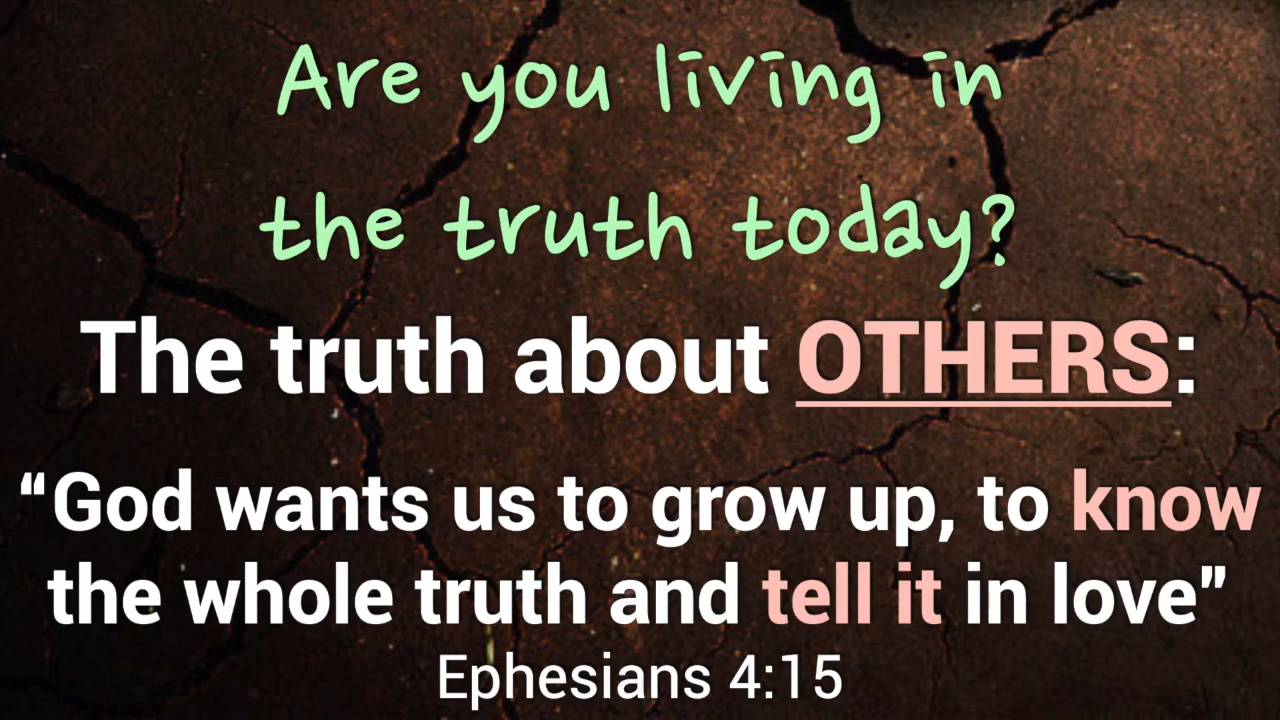 Are you living in
the truth today?
The truth about OTHERS:
“God wants us to grow up, to know
the whole truth and tell it in love”
Ephesians 4:15